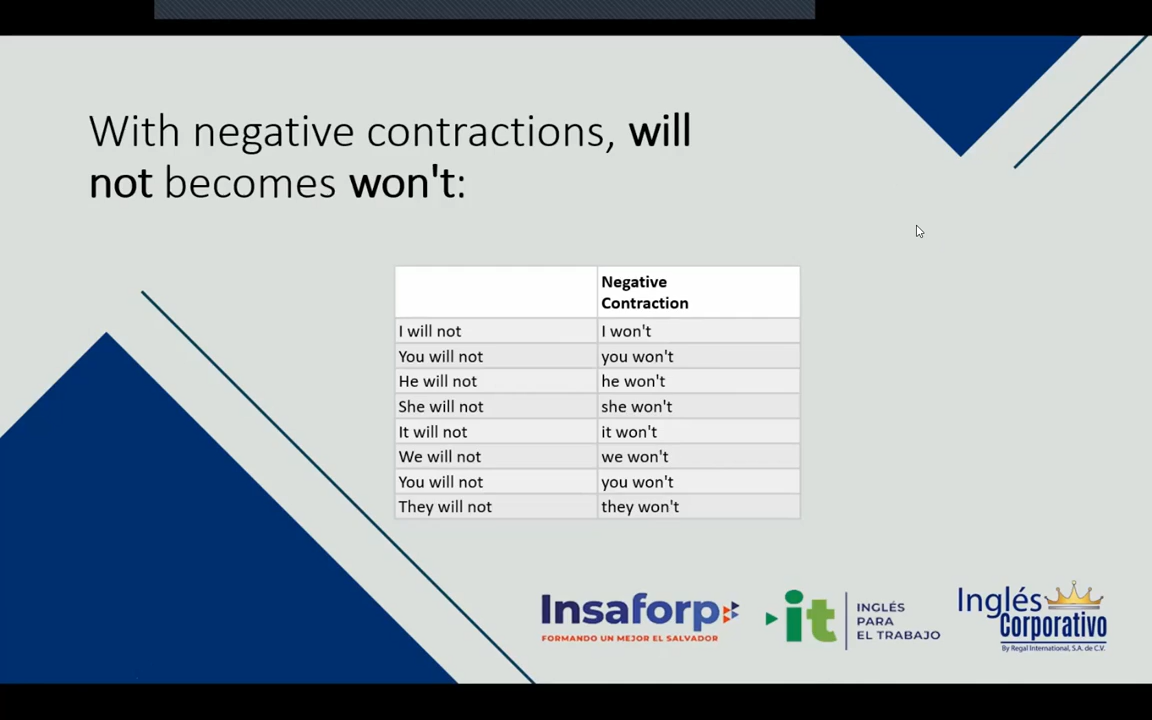 With negative contractions, will
not becomes won't:
Negative
Contraction
I will not I won't
You will not you won't
He will not he won't
She will not she won't
It will not it won't
We will not we won't
You will not you won't
They will not they won't
Insaforp
FORMANDO UN MEJOR EL SALVADOR
it
INGLÉS
PARA
EL TRABAJO
Inglés
Corporativo
By Regal International, S.A. de C.V.